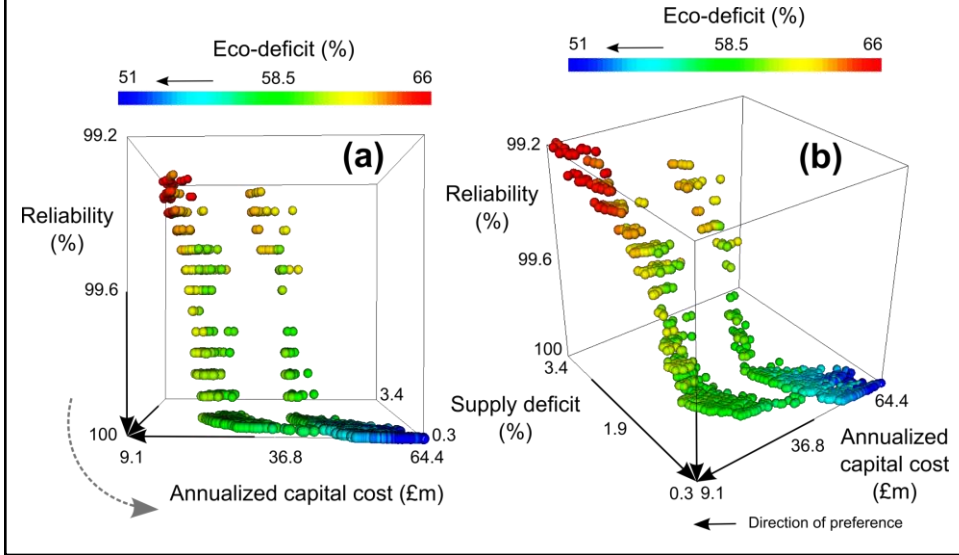 Eco-deficit (%)
51
58.5
66
99.2
(a)
Reliability
(%)
99.6
3.4
100
0.3
9.1
36.8
64.4
Annualized capital cost (£m)
Eco-deficit (%)
51
58.5
66
99.2
(b)
Reliability
(%)
99.6
100
3.4
Supply deficit
(%)
1.9
0.3
9.1
36.8
64.4
Annualized
capital cost
(£m)
Direction of preference